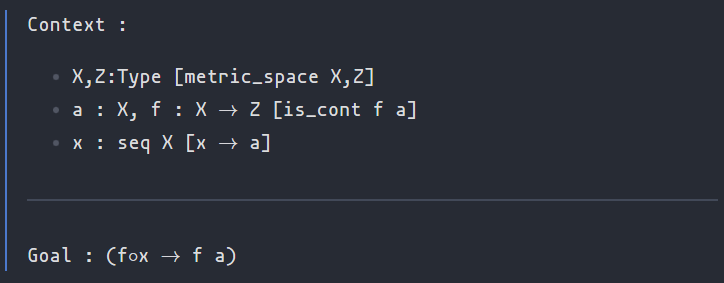 Context :
X,Z:Type [metric_space X,Z]
a : X, f : X → Z [is_cont f a]
x : seq X [x → a]
Goal : (f∘x → f a)